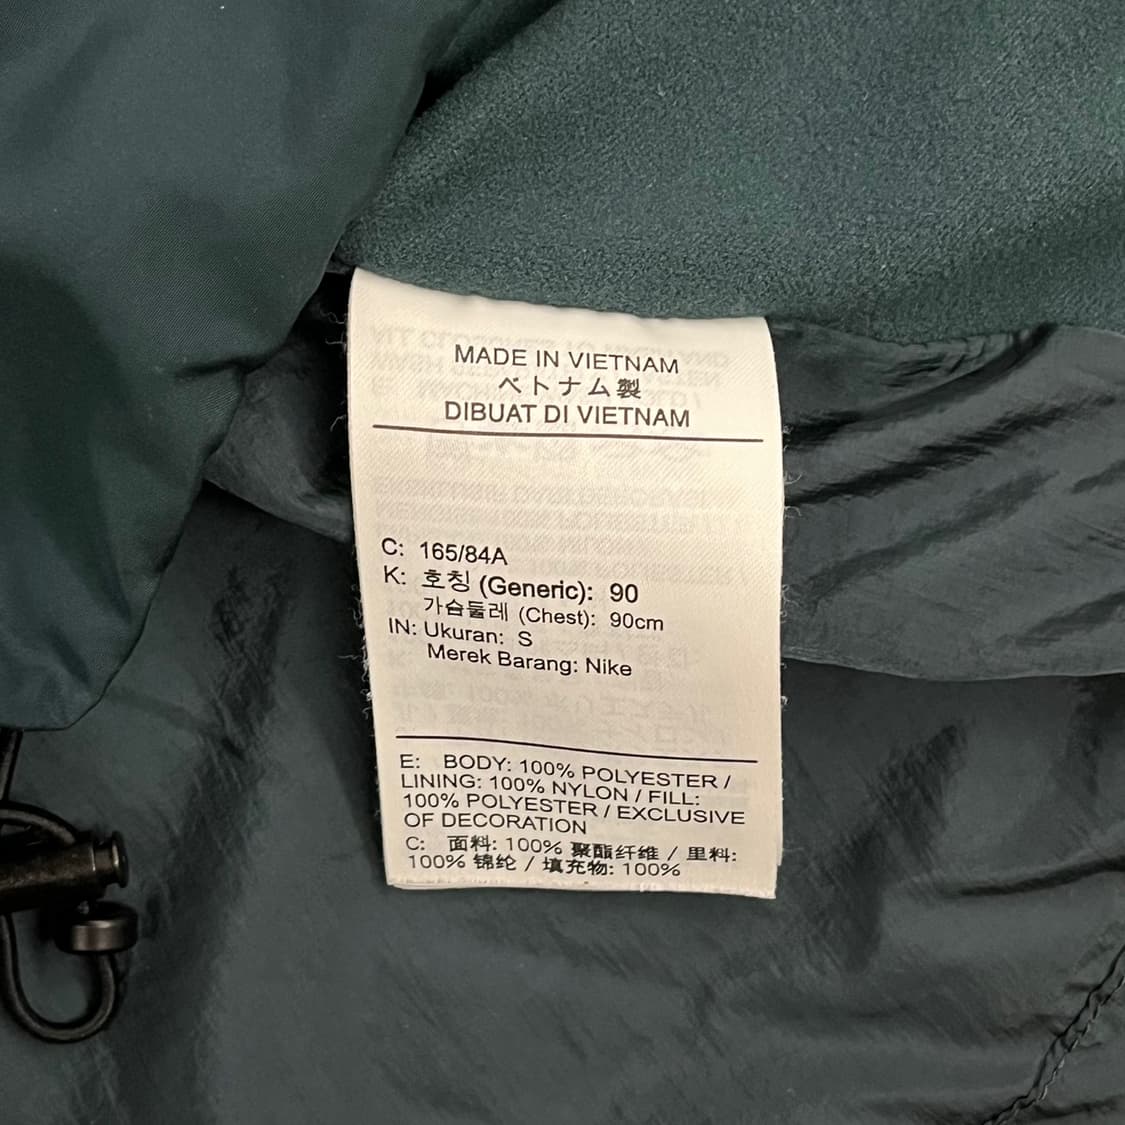 MADE IN VIETNAM
ベトナム製
DIBUAT DI VIETNAM
C: 165/84A
K: 호칭 (Generic): 90
가슴둘레 (Chest): 90cm
IN: Ukuran: S
Merek Barang: Nike
E: BODY: 100% POLYESTER /
LINING: 100% NYLON / FILL:
100% POLYESTER / EXCLUSIVE
OF DECORATION
C: 面料: 100% 聚酯纤维 / 里料:
100% 锦纶 / 填充物: 100%